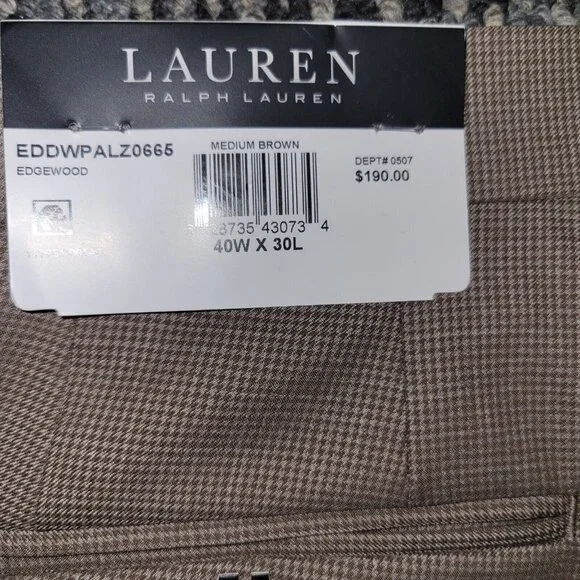 LAUREN
RALPH LAUREN
EDDWPALZ0665
EDGEWOOD
MEDIUM BROWN
DEPT# 0507
$190.00
43073 4
40W X 30L